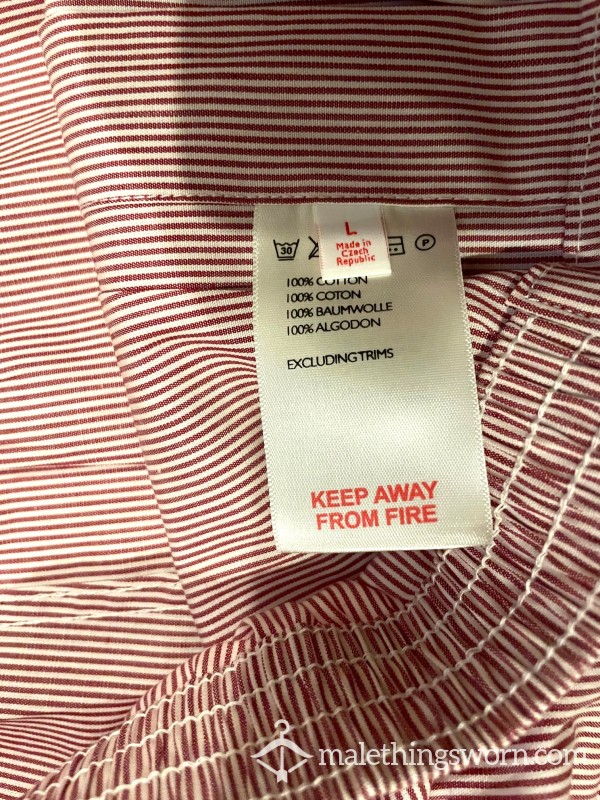 L
Made in
Czech
Republic
30
P
100% COTTON
100% COTON
100% BAUMWOLLE
100% ALGODON
EXCLUDING TRIMS
KEEP AWAY
FROM FIRE
malethingsworn.com